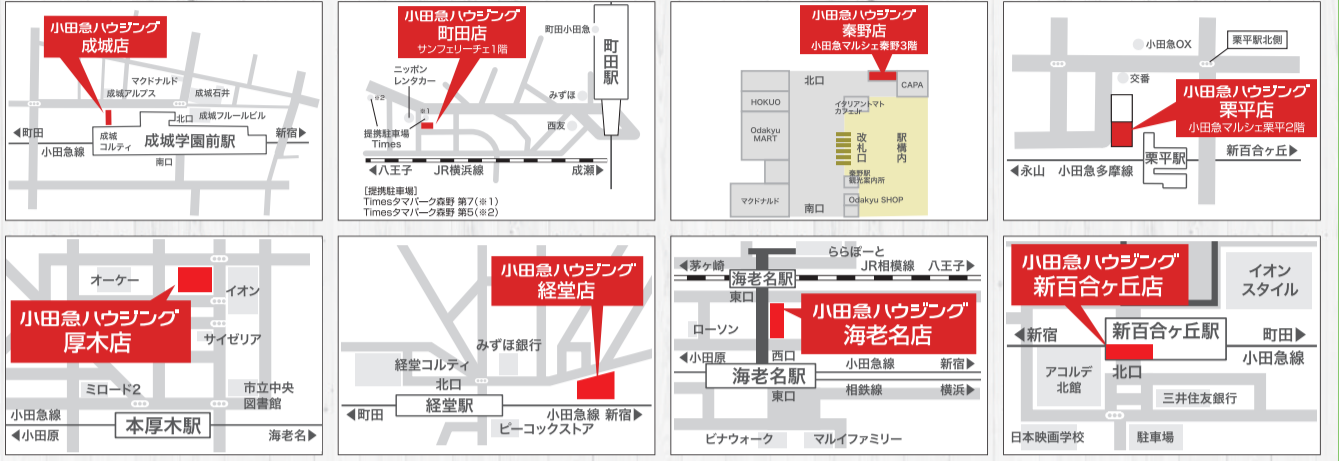 小田急ハウジング
成城店
マクドナルド
成城アルプス
成城石井
北口
成城フルールビル
◀町田
成城
コルティ
成城学園前駅
新宿▶
小田急線
南口
小田急ハウジング
町田店
サンフェリーチェ1階
町田小田急
町田駅
ニッポン
レンタカー
※2
※1
みずほ
西友
提携駐車場
Times
◀八王子 JR横浜線 成瀬▶
[提携駐車場]
Timesタマパーク森野 第7(※1)
Timesタマパーク森野 第5(※2)
小田急ハウジング
秦野店
小田急マルシェ秦野3階
北口
CAPA
HOKUO
イタリアントマト
カフェJr
Odakyu
MART
改札口
駅構内
秦野駅
観光案内所
マクドナルド
南口
Odakyu SHOP
小田急OX
栗平駅北側
交番
小田急ハウジング
栗平店
小田急マルシェ栗平2階
栗平駅
新百合ヶ丘▶
◀永山 小田急多摩線
オーケー
イオン
小田急ハウジング
厚木店
サイゼリア
ミロード2
市立中央
図書館
小田急線
本厚木駅
◀小田原
海老名▶
小田急ハウジング
経堂店
みずほ銀行
経堂コルティ
北口
◀町田
経堂駅
小田急線 新宿▶
ピーコックストア
ららぽーと
◀茅ヶ崎
JR相模線 八王子▶
海老名駅
東口
小田急ハウジング
海老名店
ローソン
西口
◀小田原
小田急線 新宿▶
海老名駅
東口
相鉄線 横浜▶
ビナウォーク
マルイファミリー
小田急ハウジング
新百合ヶ丘店
イオン
スタイル
◀新宿
新百合ヶ丘駅
町田▶
小田急線
アコルデ
北館
北口
三井住友銀行
日本映画学校
駐車場